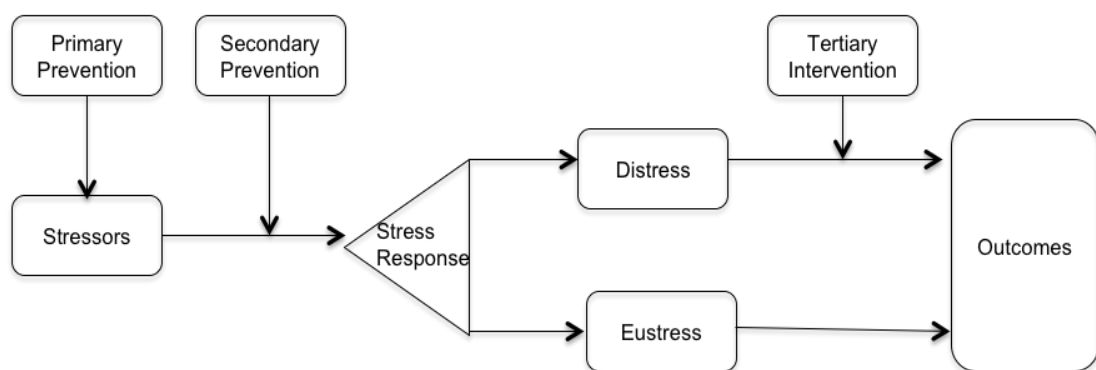 Primary
Prevention
Secondary
Prevention
Tertiary
Intervention
Distress
Stressors
Stress
Response
Outcomes
Eustress